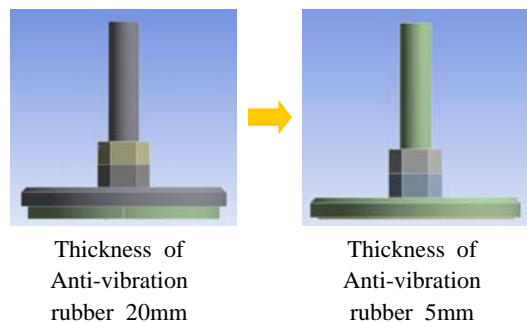 Thickness of
Anti-vibration
rubber 20mm
Thickness of
Anti-vibration
rubber 5mm